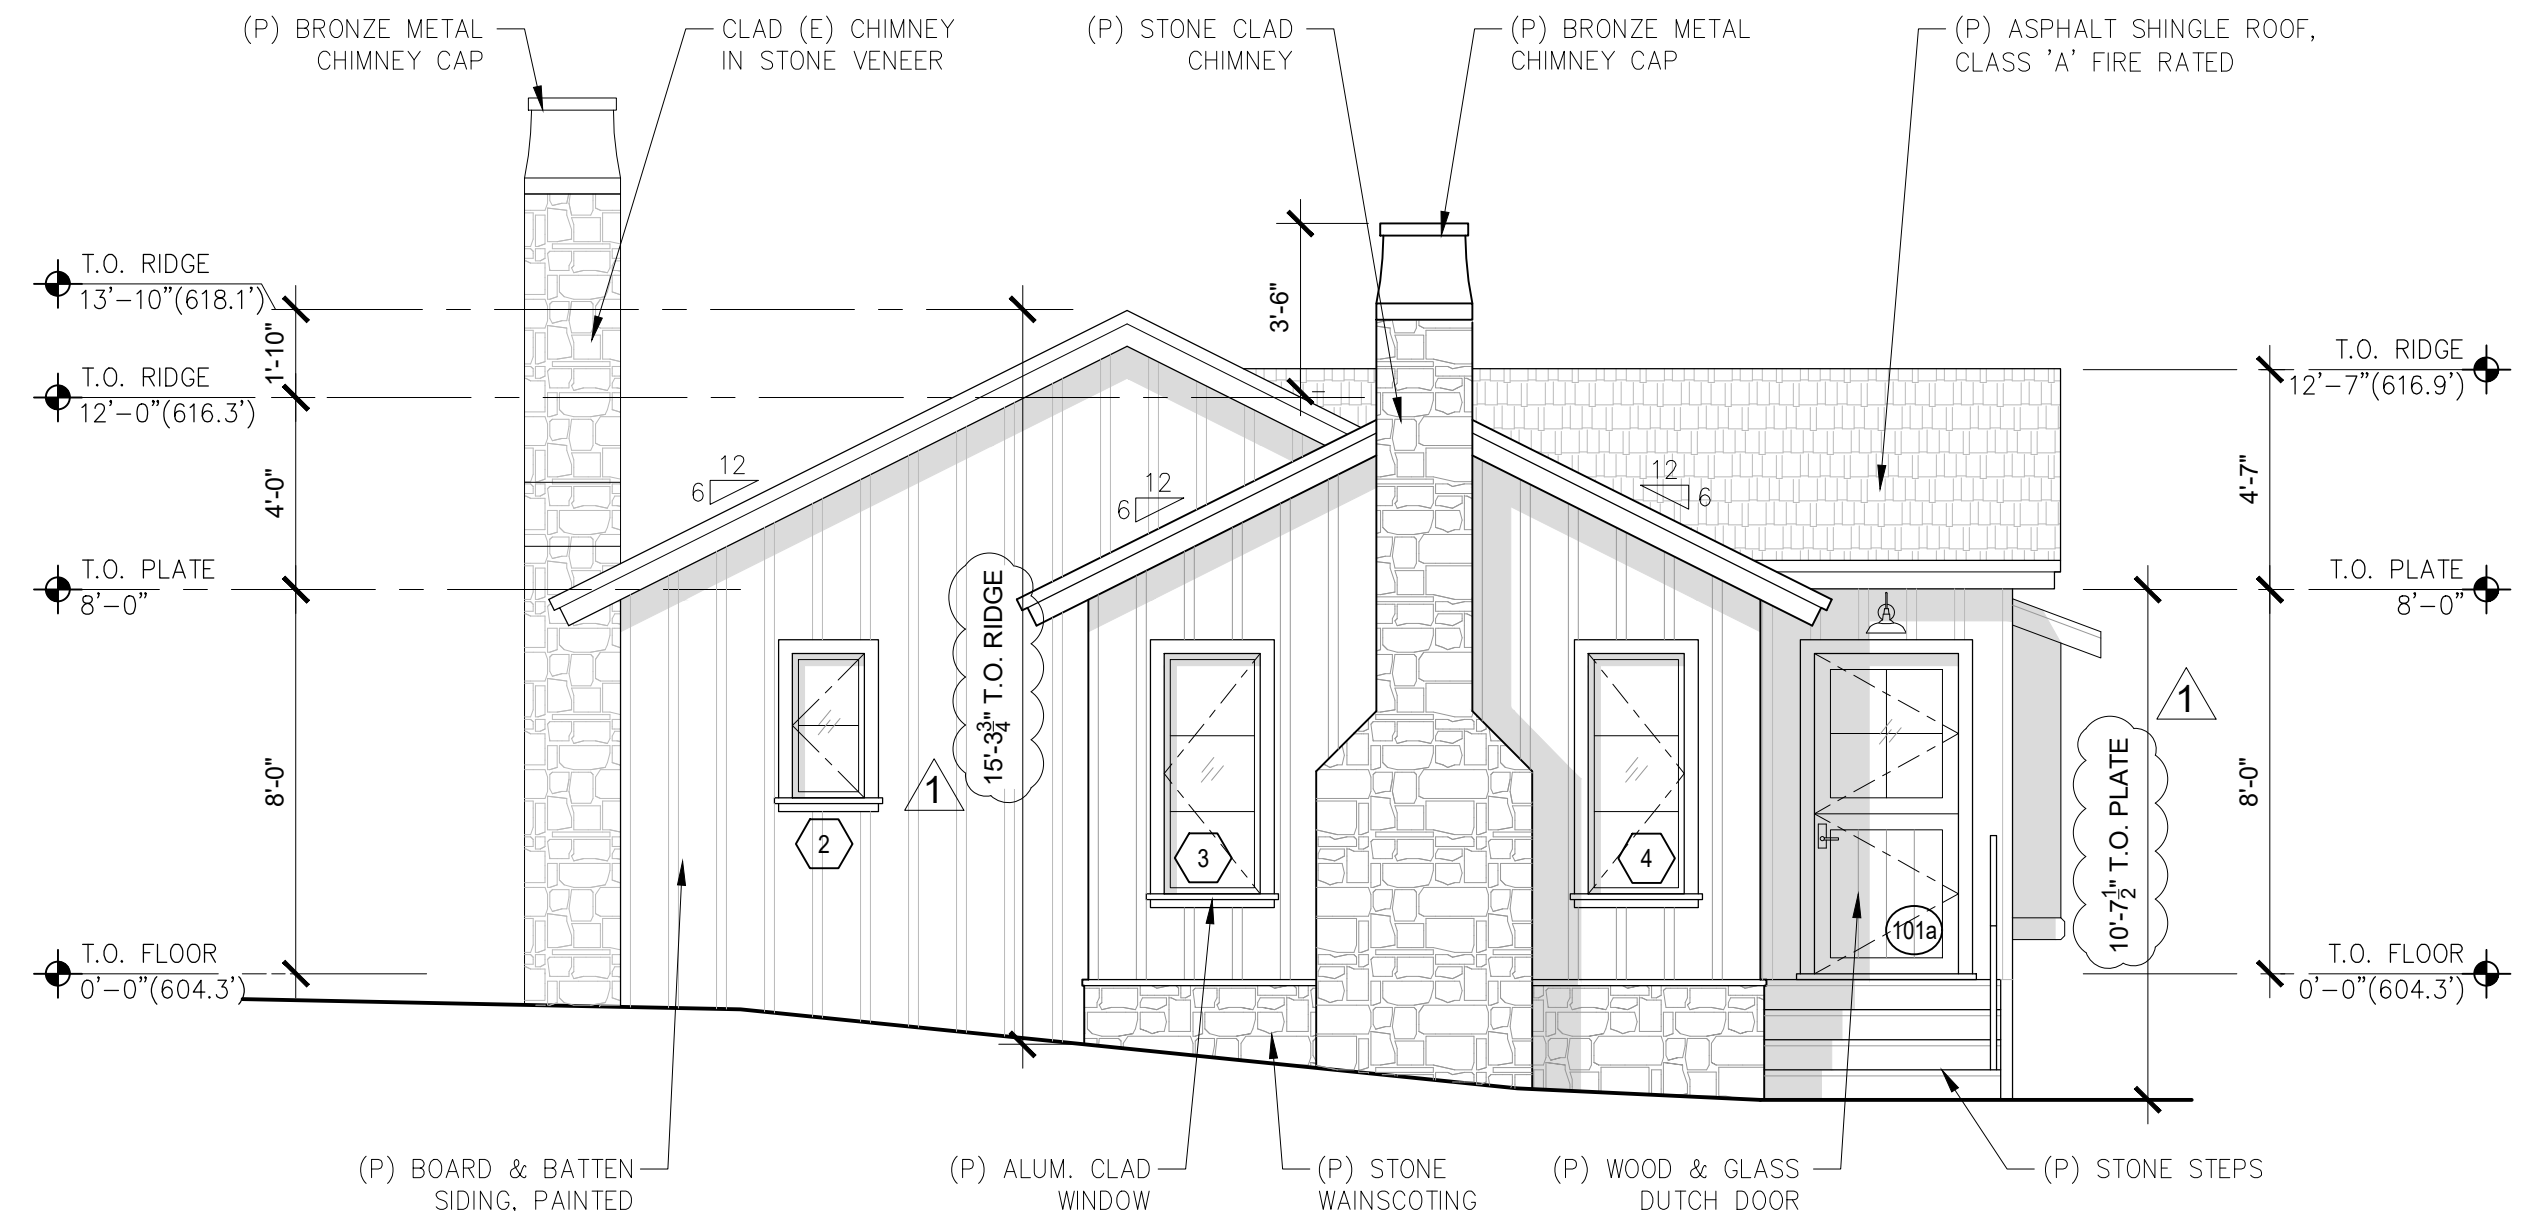 (P) BRONZE METAL
CHIMNEY CAP
CLAD (E) CHIMNEY
IN STONE VENEER
(P) STONE CLAD
CHIMNEY
(P) BRONZE METAL
CHIMNEY CAP
(P) ASPHALT SHINGLE ROOF,
CLASS 'A' FIRE RATED
T.O. RIDGE
13'-10"(618.1')
1'-10"
T.O. RIDGE
12'-0"(616.3')
4'-0"
T.O. PLATE
8'-0"
8'-0"
T.O. FLOOR
0'-0"(604.3')
12
6
15'-3 3/4" T.O. RIDGE
1
2
3'-6"
12
6
12
6
3
4
A
101a
T.O. RIDGE
12'-7"(616.9')
4'-7"
T.O. PLATE
8'-0"
1
10'-7 1/2" T.O. PLATE
8'-0"
T.O. FLOOR
0'-0"(604.3')
(P) BOARD & BATTEN
SIDING, PAINTED
(P) ALUM. CLAD
WINDOW
(P) STONE
WAINSCOTING
(P) WOOD & GLASS
DUTCH DOOR
(P) STONE STEPS